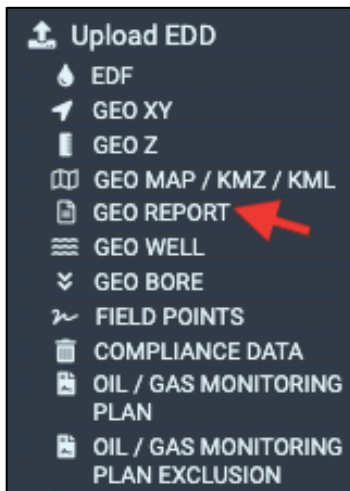 Upload EDD
EDF
GEO XY
GEO Z
GEO MAP / KMZ / KML
GEO REPORT
GEO WELL
GEO BORE
FIELD POINTS
COMPLIANCE DATA
OIL / GAS MONITORING
PLAN
OIL / GAS MONITORING
PLAN EXCLUSION